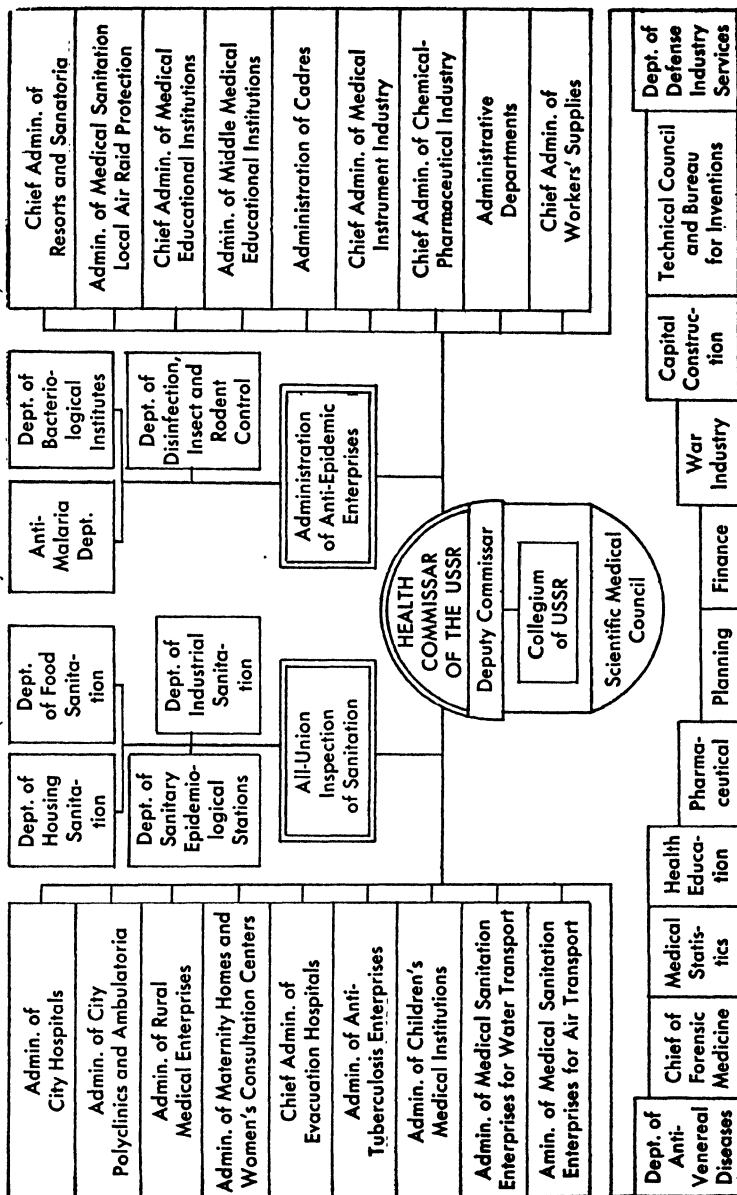 Admin. of
City Hospitals
Admin. of City
Polyclinics and Ambulatoria
Admin. of Rural
Medical Enterprises
Admin. of Maternity Homes and
Women's Consultation Centers
Chief Admin. of
Evacuation Hospitals
Admin. of Anti-
Tuberculosis Enterprises
Admin. of Children's
Medical Institutions
Admin. of Medical Sanitation
Enterprises for Water Transport
Amin. of Medical Sanitation
Enterprises for Air Transport
Dept. of
Housing
Sanita-
tion
Dept.
of Food
Sanita-
tion
Dept. of
Sanitary
Epidemio-
logical
Stations
Dept. of
Industrial
Sanita-
tion
All-Union
Inspection
of Sanitation
Anti-
Malaria
Dept.
Dept. of
Bacterio-
logical
Institutes
Dept. of
Disinfection,
Insect and
Rodent
Control
Administration
of Anti-Epidemic
Enterprises
HEALTH
COMMISSAR
OF THE USSR
Deputy Commissar
Collegium
of USSR
Scientific Medical
Council
Chief Admin. of
Resorts and Sanatoria
Admin. of Medical Sanitation
Local Air Raid Protection
Chief Admin. of Medical
Educational Institutions
Admin. of Middle Medical
Educational Institutions
Administration of Cadres
Chief Admin. of Medical
Instrument Industry
Chief Admin. of Chemical-
Pharmaceutical Industry
Administrative
Departments
Chief Admin. of
Workers' Supplies
Dept. of
Anti-
Venereal
Diseases
Chief of
Forensic
Medicine
Medical
Statis-
tics
Health
Educa-
tion
Pharma-
ceutical
Planning
Finance
War
Industry
Capital
Construc-
tion
Technical Council
and Bureau
for Inventions
Dept. of
Defense
Industry
Services